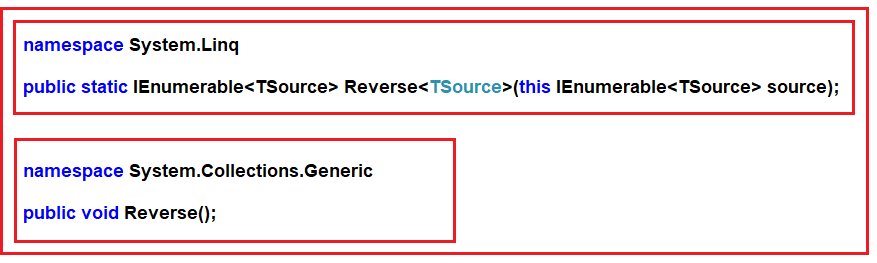 namespace System.Linq
public static IEnumerable<TSource> Reverse<TSource>(this IEnumerable<TSource> source);
namespace System.Collections.Generic
public void Reverse();